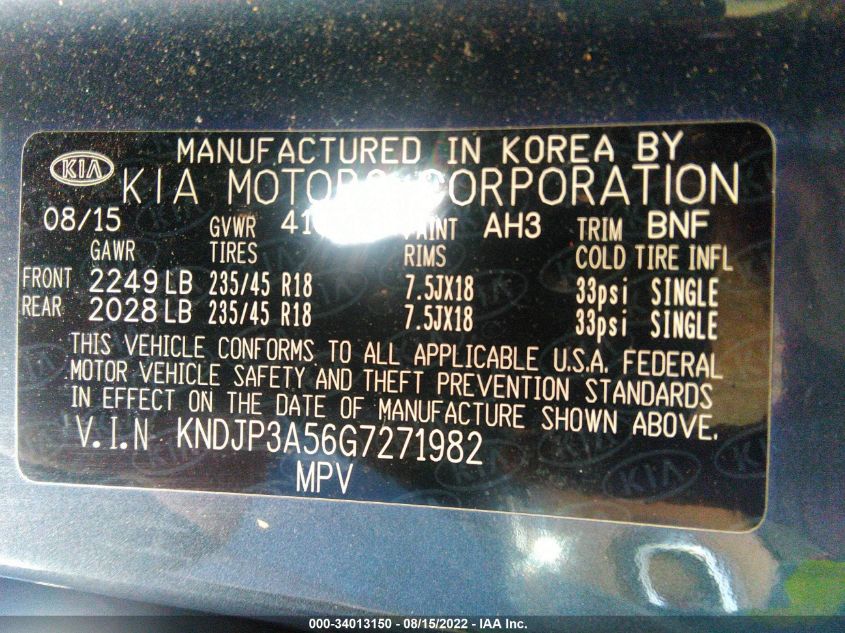 KIA
MANUFACTURED IN KOREA BY
KIA MOTORS CORPORATION
08/15 GVWR AH3 TRIM BNF
GAWR TIRES RIMS COLD TIRE INFL
FRONT 2249 LB 235/45 R18 7.5JX18 33psi SINGLE
REAR 2028 LB 235/45 R18 7.5JX18 33psi SINGLE
THIS VEHICLE CONFORMS TO ALL APPLICABLE U.S.A. FEDERAL
MOTOR VEHICLE SAFETY AND THEFT PREVENTION STANDARDS
IN EFFECT ON THE DATE OF MANUFACTURE SHOWN ABOVE.
V.I.N KNDJP3A56G7271982
MPV
000-34013150 - 08/15/2022 - IAA Inc.